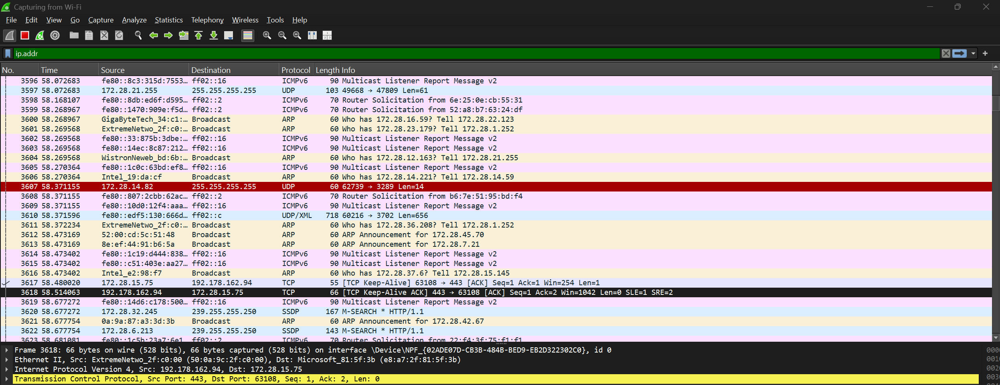 Capturing from Wi-Fi
File Edit View Go Capture Analyze Statistics Telephony Wireless Tools Help
ip.addr
No. Time Source Destination Protocol Length Info
3596 58.072683 fe80::8c3:315d:7553… ff02::16 ICMPv6 90 Multicast Listener Report Message v2
3597 58.072683 172.28.21.255 255.255.255.255 UDP 103 49668 → 47809 Len=61
3598 58.168107 fe80::8db:ed6f:d595… ff02::2 ICMPv6 70 Router Solicitation from 6e:25:0e:cb:55:31
3599 58.268967 fe80::1470:909e:f5d… ff02::2 ICMPv6 70 Router Solicitation from 52:a8:b7:63:24:df
3600 58.268967 GigaByteTech_34:c1:… Broadcast ARP 60 Who has 172.28.16.59? Tell 172.28.22.123
3601 58.269568 ExtremeNetwo_2f:c0:… Broadcast ARP 60 Who has 172.28.23.179? Tell 172.28.1.252
3602 58.269568 fe80::33:875b:3dbe:… ff02::16 ICMPv6 90 Multicast Listener Report Message v2
3603 58.269568 fe80::14ec:8c87:212… ff02::16 ICMPv6 90 Multicast Listener Report Message v2
3604 58.269568 WistronNeweb_bd:6b:… Broadcast ARP 60 Who has 172.28.12.163? Tell 172.28.21.255
3605 58.270364 fe80::1c0c:63bd:ef8… ff02::16 ICMPv6 90 Multicast Listener Report Message v2
3606 58.270364 Intel_19:da:cf Broadcast ARP 60 Who has 172.28.14.221? Tell 172.28.14.59
3607 58.371155 172.28.14.82 255.255.255.255 UDP 60 62739 → 3289 Len=14
3608 58.371155 fe80::807:2cbb:62ac… ff02::2 ICMPv6 70 Router Solicitation from b6:7e:51:95:bd:f4
3609 58.371155 fe80::10d0:12f4:aaa… ff02::16 ICMPv6 90 Multicast Listener Report Message v2
3610 58.371596 fe80::edf5:130:666d… ff02::c UDP/XML 718 60216 → 3702 Len=656
3611 58.372234 ExtremeNetwo_2f:c0:… Broadcast ARP 60 Who has 172.28.36.208? Tell 172.28.1.252
3612 58.473169 52:00:cd:5c:51:48 Broadcast ARP 60 ARP Announcement for 172.28.45.70
3613 58.473169 8e:ef:44:91:b6:5a Broadcast ARP 60 ARP Announcement for 172.28.7.21
3614 58.473402 fe80::1c19:d444:838… ff02::16 ICMPv6 90 Multicast Listener Report Message v2
3615 58.473402 fe80::c51:403e:aa27… ff02::16 ICMPv6 90 Multicast Listener Report Message v2
3616 58.473402 Intel_e2:98:f7 Broadcast ARP 60 Who has 172.28.37.6? Tell 172.28.15.145
3617 58.480020 172.28.15.75 192.178.162.94 TCP 55 [TCP Keep-Alive] 63108 → 443 [ACK] Seq=1 Ack=1 Win=254 Len=1
3618 58.514063 192.178.162.94 172.28.15.75 TCP 66 [TCP Keep-Alive ACK] 443 → 63108 [ACK] Seq=1 Ack=2 Win=1042 Len=0 SLE=1 SRE=2
3619 58.677272 fe80::14d6:c178:500… ff02::16 ICMPv6 90 Multicast Listener Report Message v2
3620 58.677272 172.28.32.245 239.255.255.250 SSDP 167 M-SEARCH * HTTP/1.1
3621 58.677754 0a:9a:87:a3:3d:3b Broadcast ARP 60 ARP Announcement for 172.28.42.67
3622 58.677754 172.28.6.213 239.255.255.250 SSDP 143 M-SEARCH * HTTP/1.1
3623 58.681081 fe80::1c5b:23a7:6e1 ff02::2 ICMPv6 70 Router Solicitation from 22:f4:3f:75:f1:f1
Frame 3618: 66 bytes on wire (528 bits), 66 bytes captured (528 bits) on interface \Device\NPF_{02ADE07D-CB3B-484B-BED9-EB2D322302C0}, id 0
Ethernet II, Src: ExtremeNetwo_2f:c0:00 (50:0a:9c:2f:c0:00), Dst: Microsoft_81:5f:3b (e8:a7:2f:81:5f:3b)
Internet Protocol Version 4, Src: 192.178.162.94, Dst: 172.28.15.75
Transmission Control Protocol, Src Port: 443, Dst Port: 63108, Seq: 1, Ack: 2, Len: 0